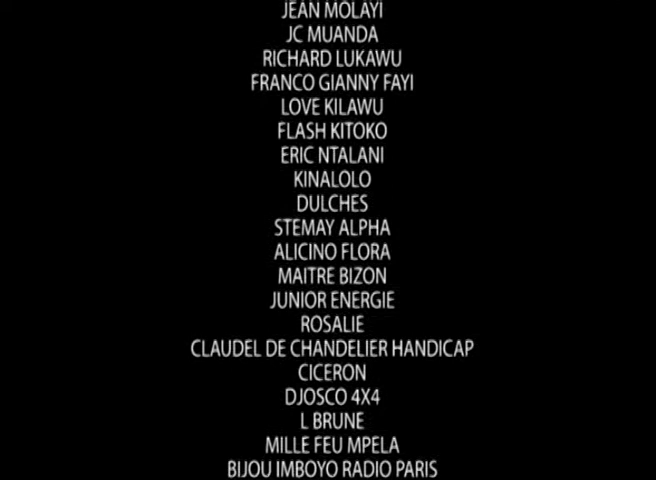 JEAN MOLAYI
JC MUANDA
RICHARD LUKAWU
FRANCO GIANNY FAYI
LOVE KILAWU
FLASH KITOKO
ERIC NTALANI
KINALOLO
DULCHES
STEMAY ALPHA
ALICINO FLORA
MAITRE BIZON
JUNIOR ENERGIE
ROSALIE
CLAUDEL DE CHANDELIER HANDICAP
CICERON
DJOSCO 4X4
L BRUNE
MILLE FEU MPELA
BIJOU IMBOYO RADIO PARIS